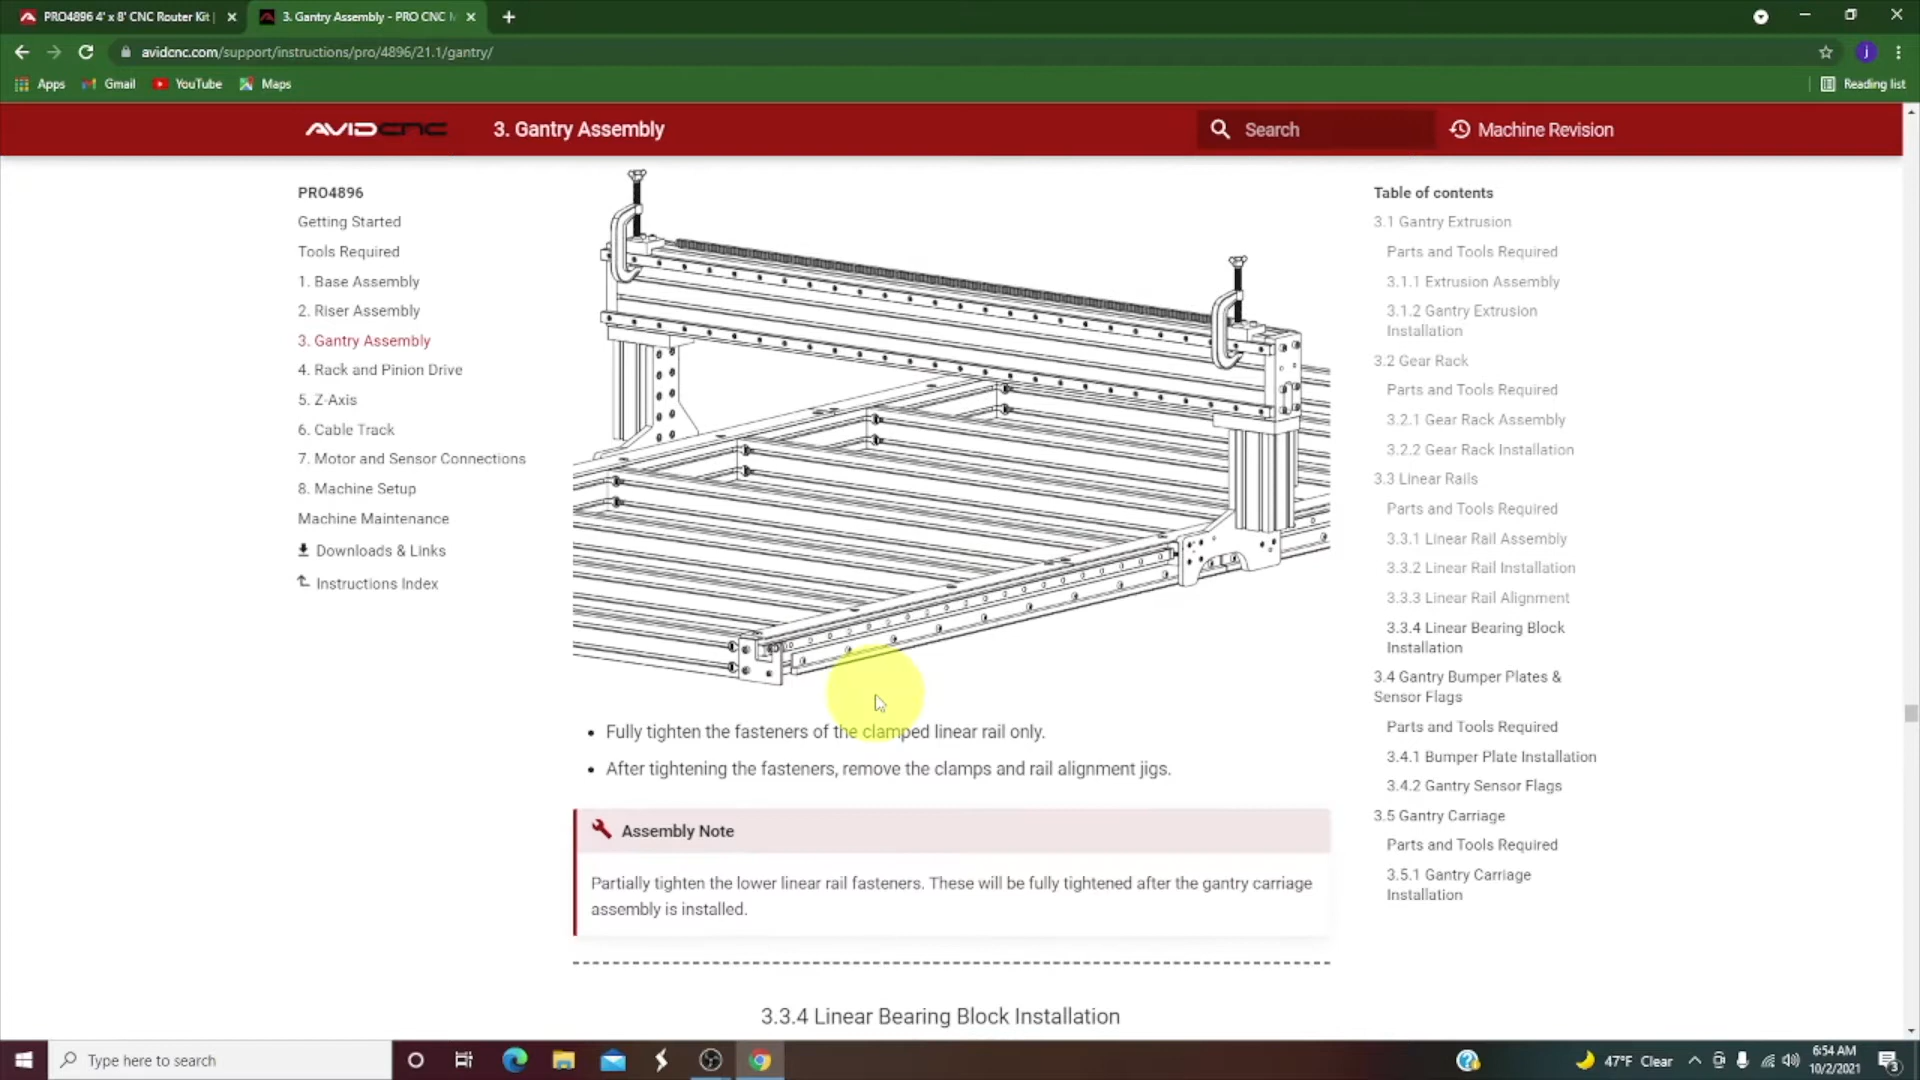 PRO4896 4' x 8' CNC Router Kit |
3. Gantry Assembly - PRO CNC
avidcnc.com/support/instructions/pro/4896/21.1/gantry/
j
Apps
Gmail
YouTube
Maps
Reading list
AVIDCNC
3. Gantry Assembly
Search
Machine Revision
PRO4896
Getting Started
Tools Required
1. Base Assembly
2. Riser Assembly
3. Gantry Assembly
4. Rack and Pinion Drive
5. Z-Axis
6. Cable Track
7. Motor and Sensor Connections
8. Machine Setup
Machine Maintenance
Downloads & Links
Instructions Index
• Fully tighten the fasteners of the clamped linear rail only.
• After tightening the fasteners, remove the clamps and rail alignment jigs.
Assembly Note
Partially tighten the lower linear rail fasteners. These will be fully tightened after the gantry carriage
assembly is installed.
3.3.4 Linear Bearing Block Installation
Table of contents
3.1 Gantry Extrusion
Parts and Tools Required
3.1.1 Extrusion Assembly
3.1.2 Gantry Extrusion
Installation
3.2 Gear Rack
Parts and Tools Required
3.2.1 Gear Rack Assembly
3.2.2 Gear Rack Installation
3.3 Linear Rails
Parts and Tools Required
3.3.1 Linear Rail Assembly
3.3.2 Linear Rail Installation
3.3.3 Linear Rail Alignment
3.3.4 Linear Bearing Block
Installation
3.4 Gantry Bumper Plates &
Sensor Flags
Parts and Tools Required
3.4.1 Bumper Plate Installation
3.4.2 Gantry Sensor Flags
3.5 Gantry Carriage
Parts and Tools Required
3.5.1 Gantry Carriage
Installation
Type here to search
47°F Clear
6:54 AM
10/2/2021
3